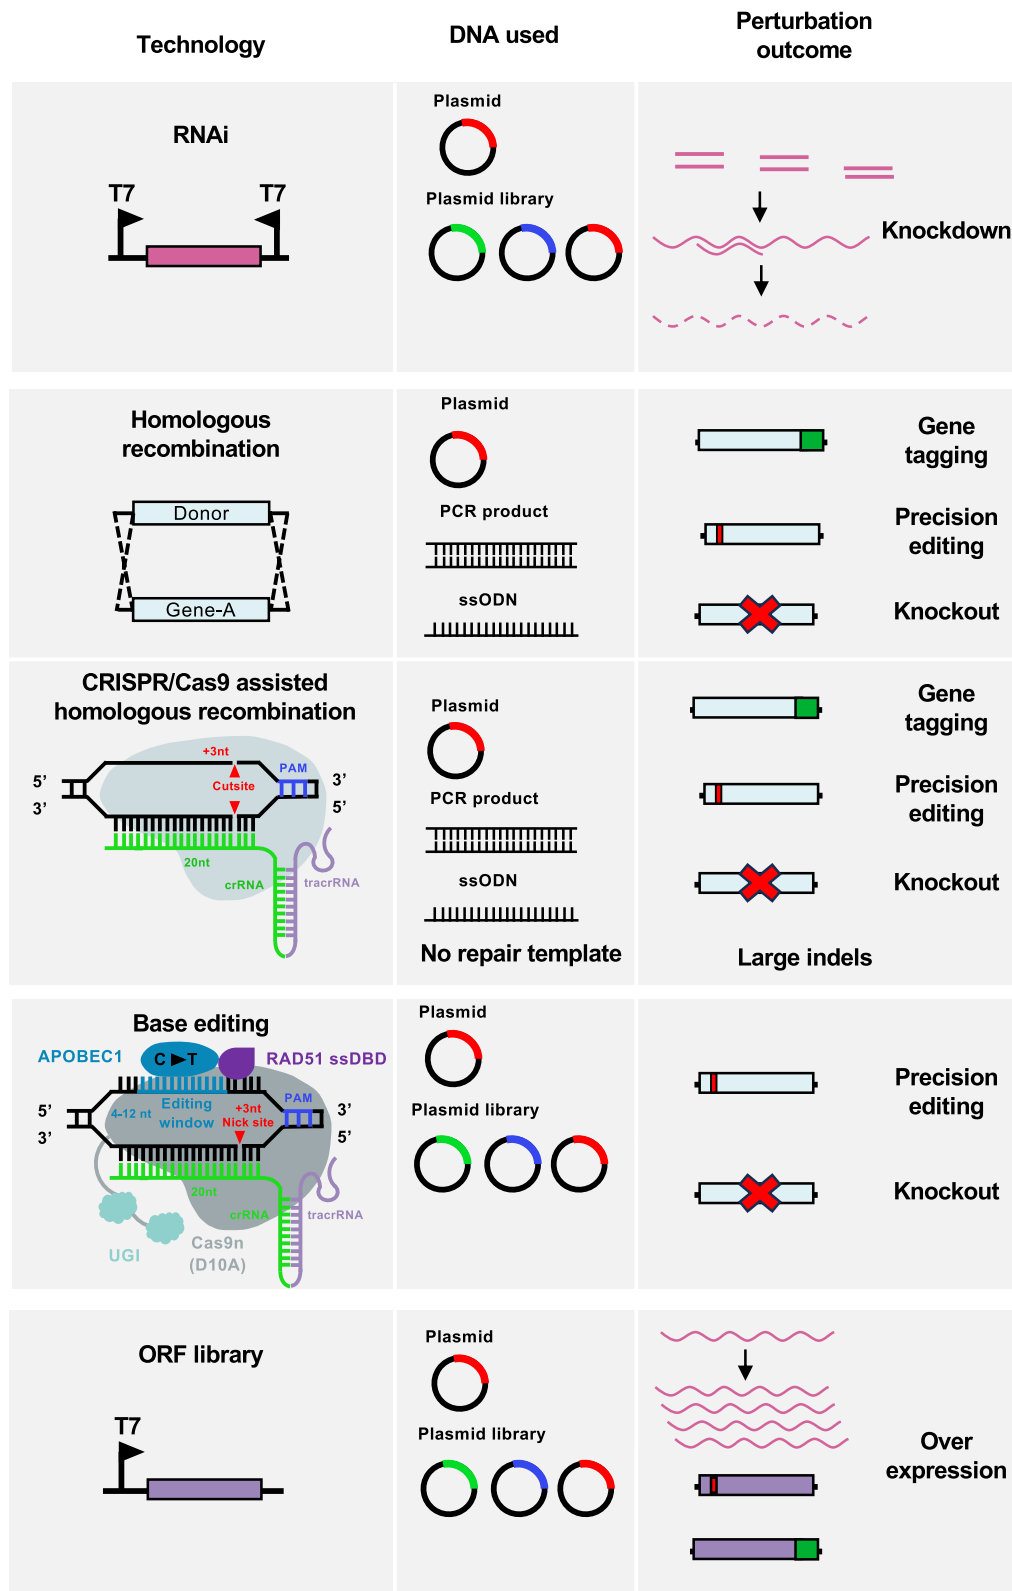 Technology
DNA used
Perturbation
outcome
RNAi
T7
T7
Plasmid
Plasmid library
Knockdown
Homologous
recombination
Donor
Gene-A
Plasmid
PCR product
ssODN
Gene
tagging
Precision
editing
Knockout
CRISPR/Cas9 assisted
homologous recombination
+3nt
PAM
5’
3’
Cutsite
3’
5’
20nt
crRNA
tracrRNA
Plasmid
PCR product
ssODN
No repair template
Gene
tagging
Precision
editing
Knockout
Large indels
Base editing
APOBEC1
C
T
RAD51 ssDBD
5’
3’
4-12 nt
Editing
window
+3nt
Nick site
PAM
3’
5’
20nt
crRNA
tracrRNA
UGI
Cas9n
(D10A)
Plasmid
Plasmid library
Precision
editing
Knockout
ORF library
T7
Plasmid
Plasmid library
Over
expression